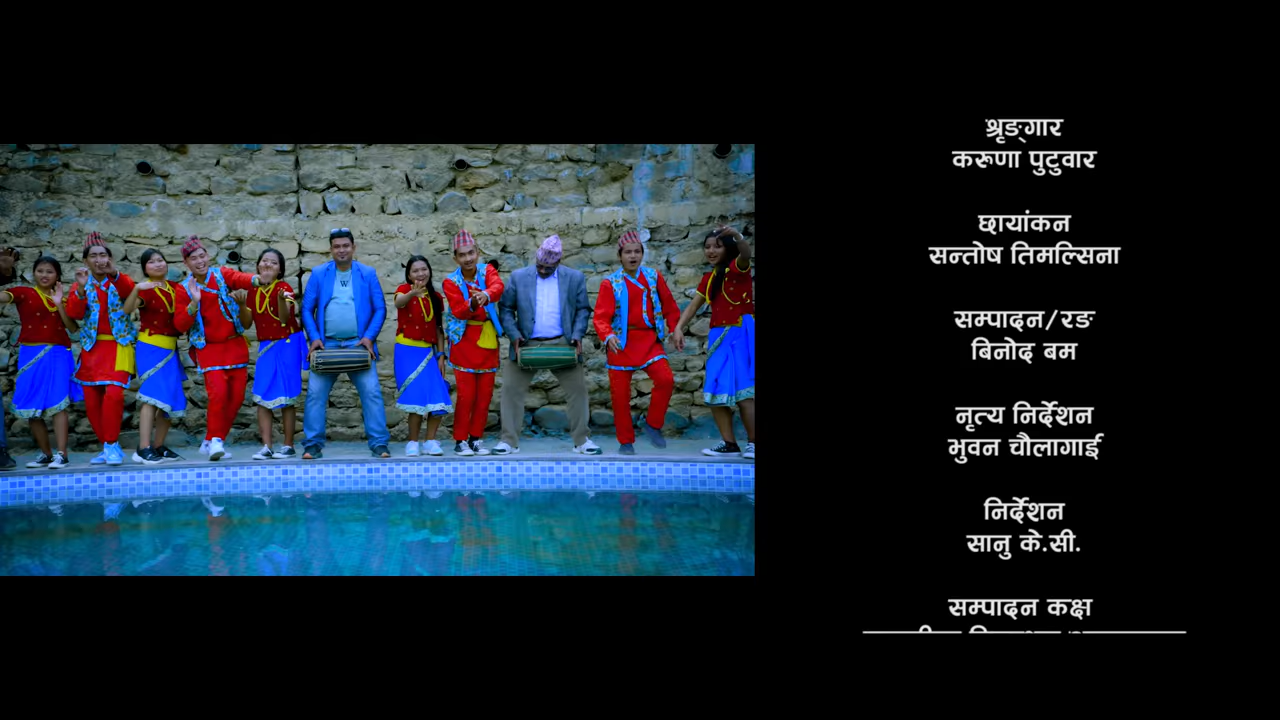 श्रृङ्गार
करूणा पुटुवार
छायांकन
सन्तोष तिमल्सिना
सम्पादन/रङ
बिनोद बम
नृत्य निर्देशन
भुवन चौलागाई
निर्देशन
सानु के.सी.
सम्पादन कक्ष
W